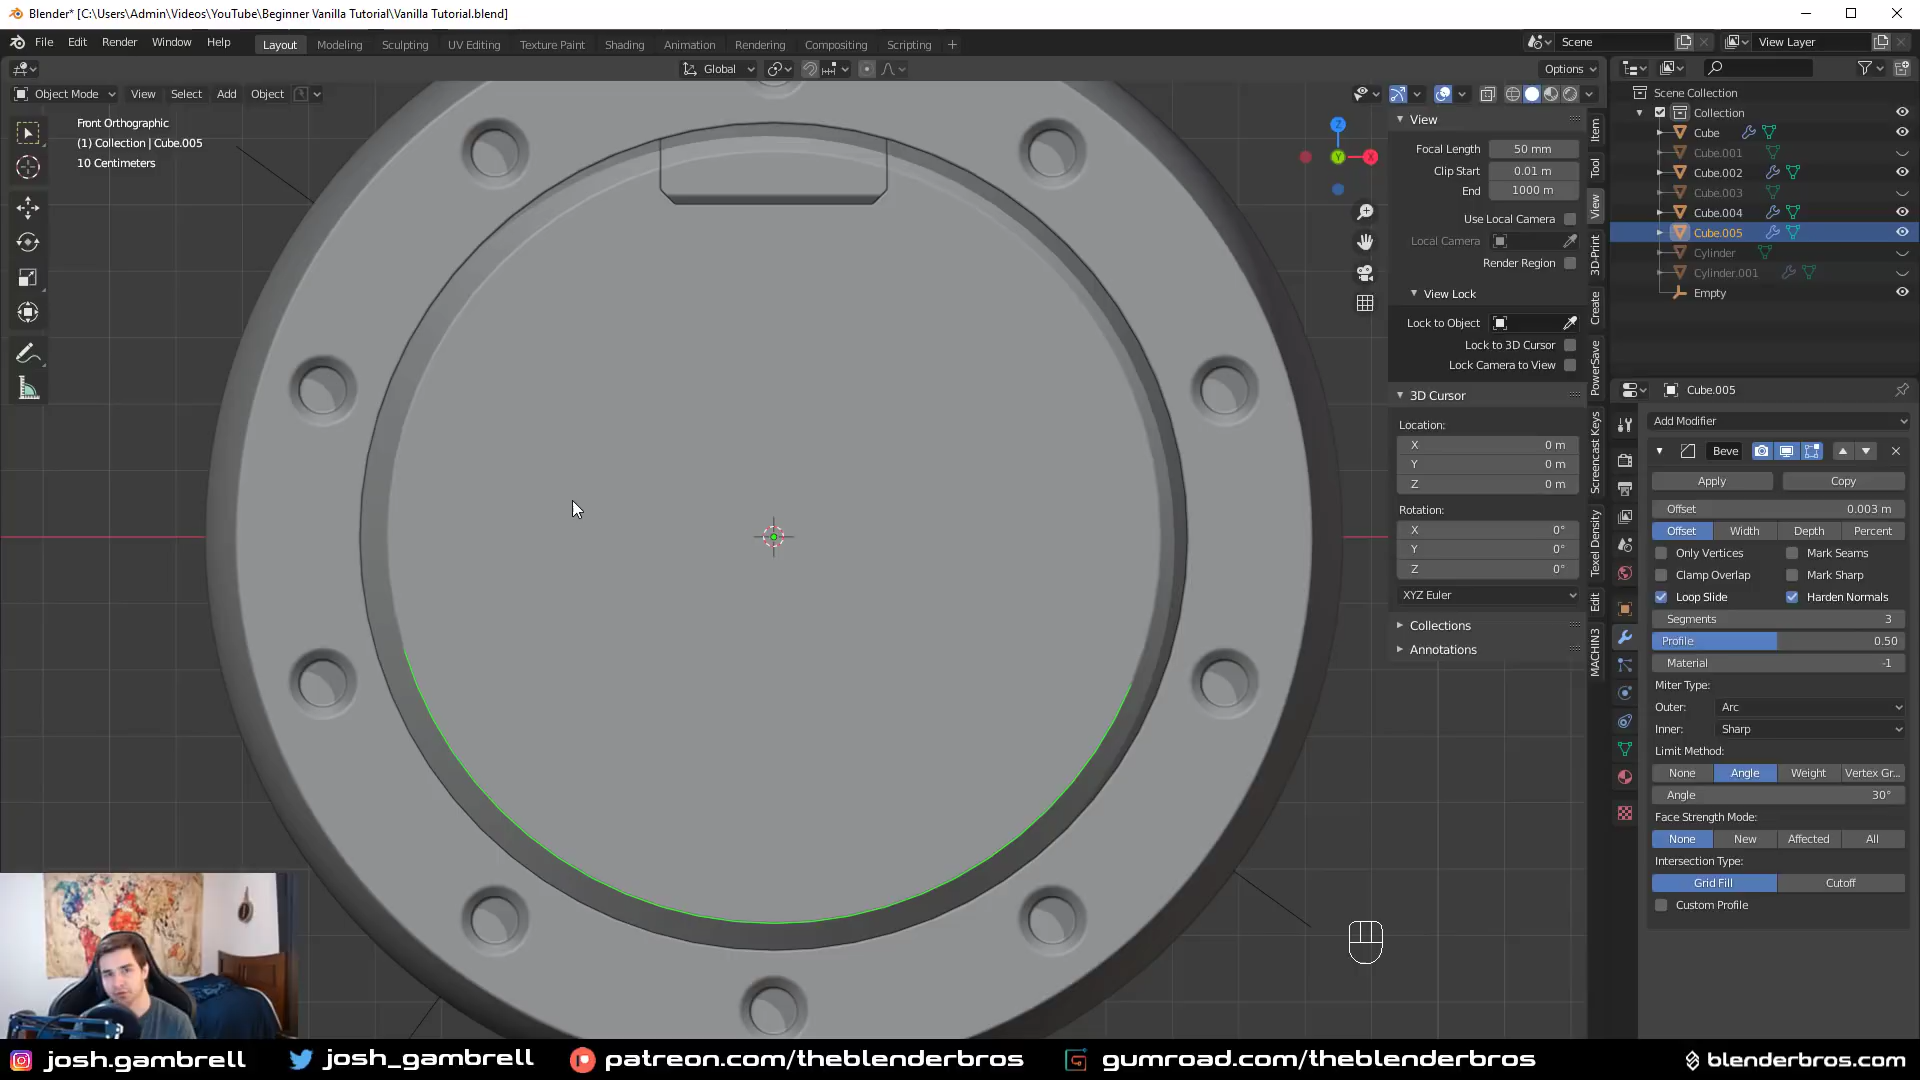 Blender* [C:\Users\Admin\Videos\YouTube\Beginner Vanilla Tutorial\Vanilla Tutorial.blend]
File Edit Render Window Help
Layout Modeling Sculpting UV Editing Texture Paint Shading Animation Rendering Compositing Scripting +
Scene
View Layer
Global
Options
Object Mode View Select Add Object
Front Orthographic
(1) Collection | Cube.005
10 Centimeters
Z
Y
X
View
Focal Length 50 mm
Clip Start 0.01 m
End 1000 m
Use Local Camera
Local Camera
Render Region
View Lock
Lock to Object
Lock to 3D Cursor
Lock Camera to View
3D Cursor
Location:
X 0 m
Y 0 m
Z 0 m
Rotation:
X 0°
Y 0°
Z 0°
XYZ Euler
Collections
Annotations
Item
Tool
View
3D-Print
Create
PowerSave
Screencast Keys
Texel Density
Edit
MACHIN3
Scene Collection
Collection
Cube
Cube.001
Cube.002
Cube.003
Cube.004
Cube.005
Cylinder
Cylinder.001
Empty
Cube.005
Add Modifier
Beve
Apply Copy
Offset 0.003 m
Offset Width Depth Percent
Only Vertices Mark Seams
Clamp Overlap Mark Sharp
Loop Slide Harden Normals
Segments 3
Profile 0.50
Material -1
Miter Type:
Outer: Arc
Inner: Sharp
Limit Method:
None Angle Weight Vertex Gr...
Angle 30°
Face Strength Mode:
None New Affected All
Intersection Type:
Grid Fill Cutoff
Custom Profile
josh.gambrell josh_gambrell patreon.com/theblenderbros gumroad.com/theblenderbros blenderbros.com